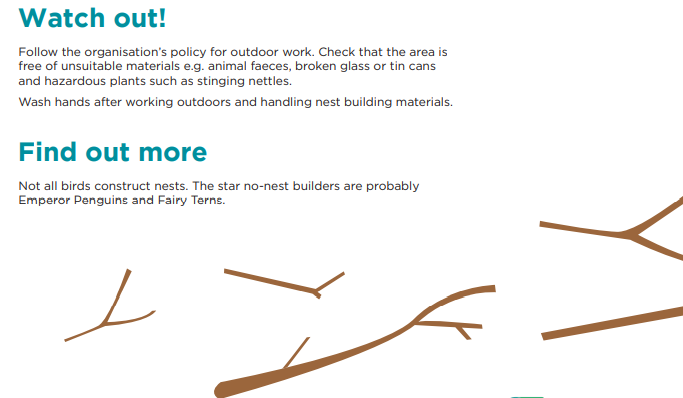 Watch out!
Follow the organisation's policy for outdoor work. Check that the area is
free of unsuitable materials e.g. animal faeces, broken glass or tin cans
and hazardous plants such as stinging nettles.
Wash hands after working outdoors and handling nest building materials.
Find out more
Not all birds construct nests. The star no-nest builders are probably
Emperor Penguins and Fairy Terns.